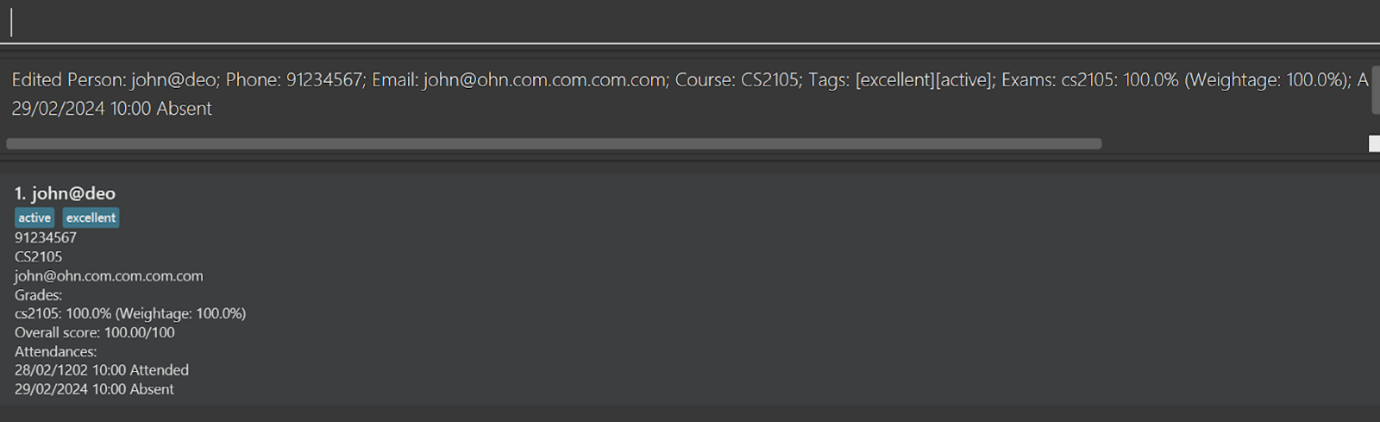 Edited Person: john@deo; Phone: 91234567; Email: john@ohn.com.com.com.com; Course: CS2105; Tags: [excellent][active]; Exams: cs2105: 100.0% (Weightage: 100.0%); A
29/02/2024 10:00 Absent
1. john@deo
active excellent
91234567
CS2105
john@ohn.com.com.com.com
Grades:
cs2105: 100.0% (Weightage: 100.0%)
Overall score: 100.00/100
Attendances:
28/02/1202 10:00 Attended
29/02/2024 10:00 Absent